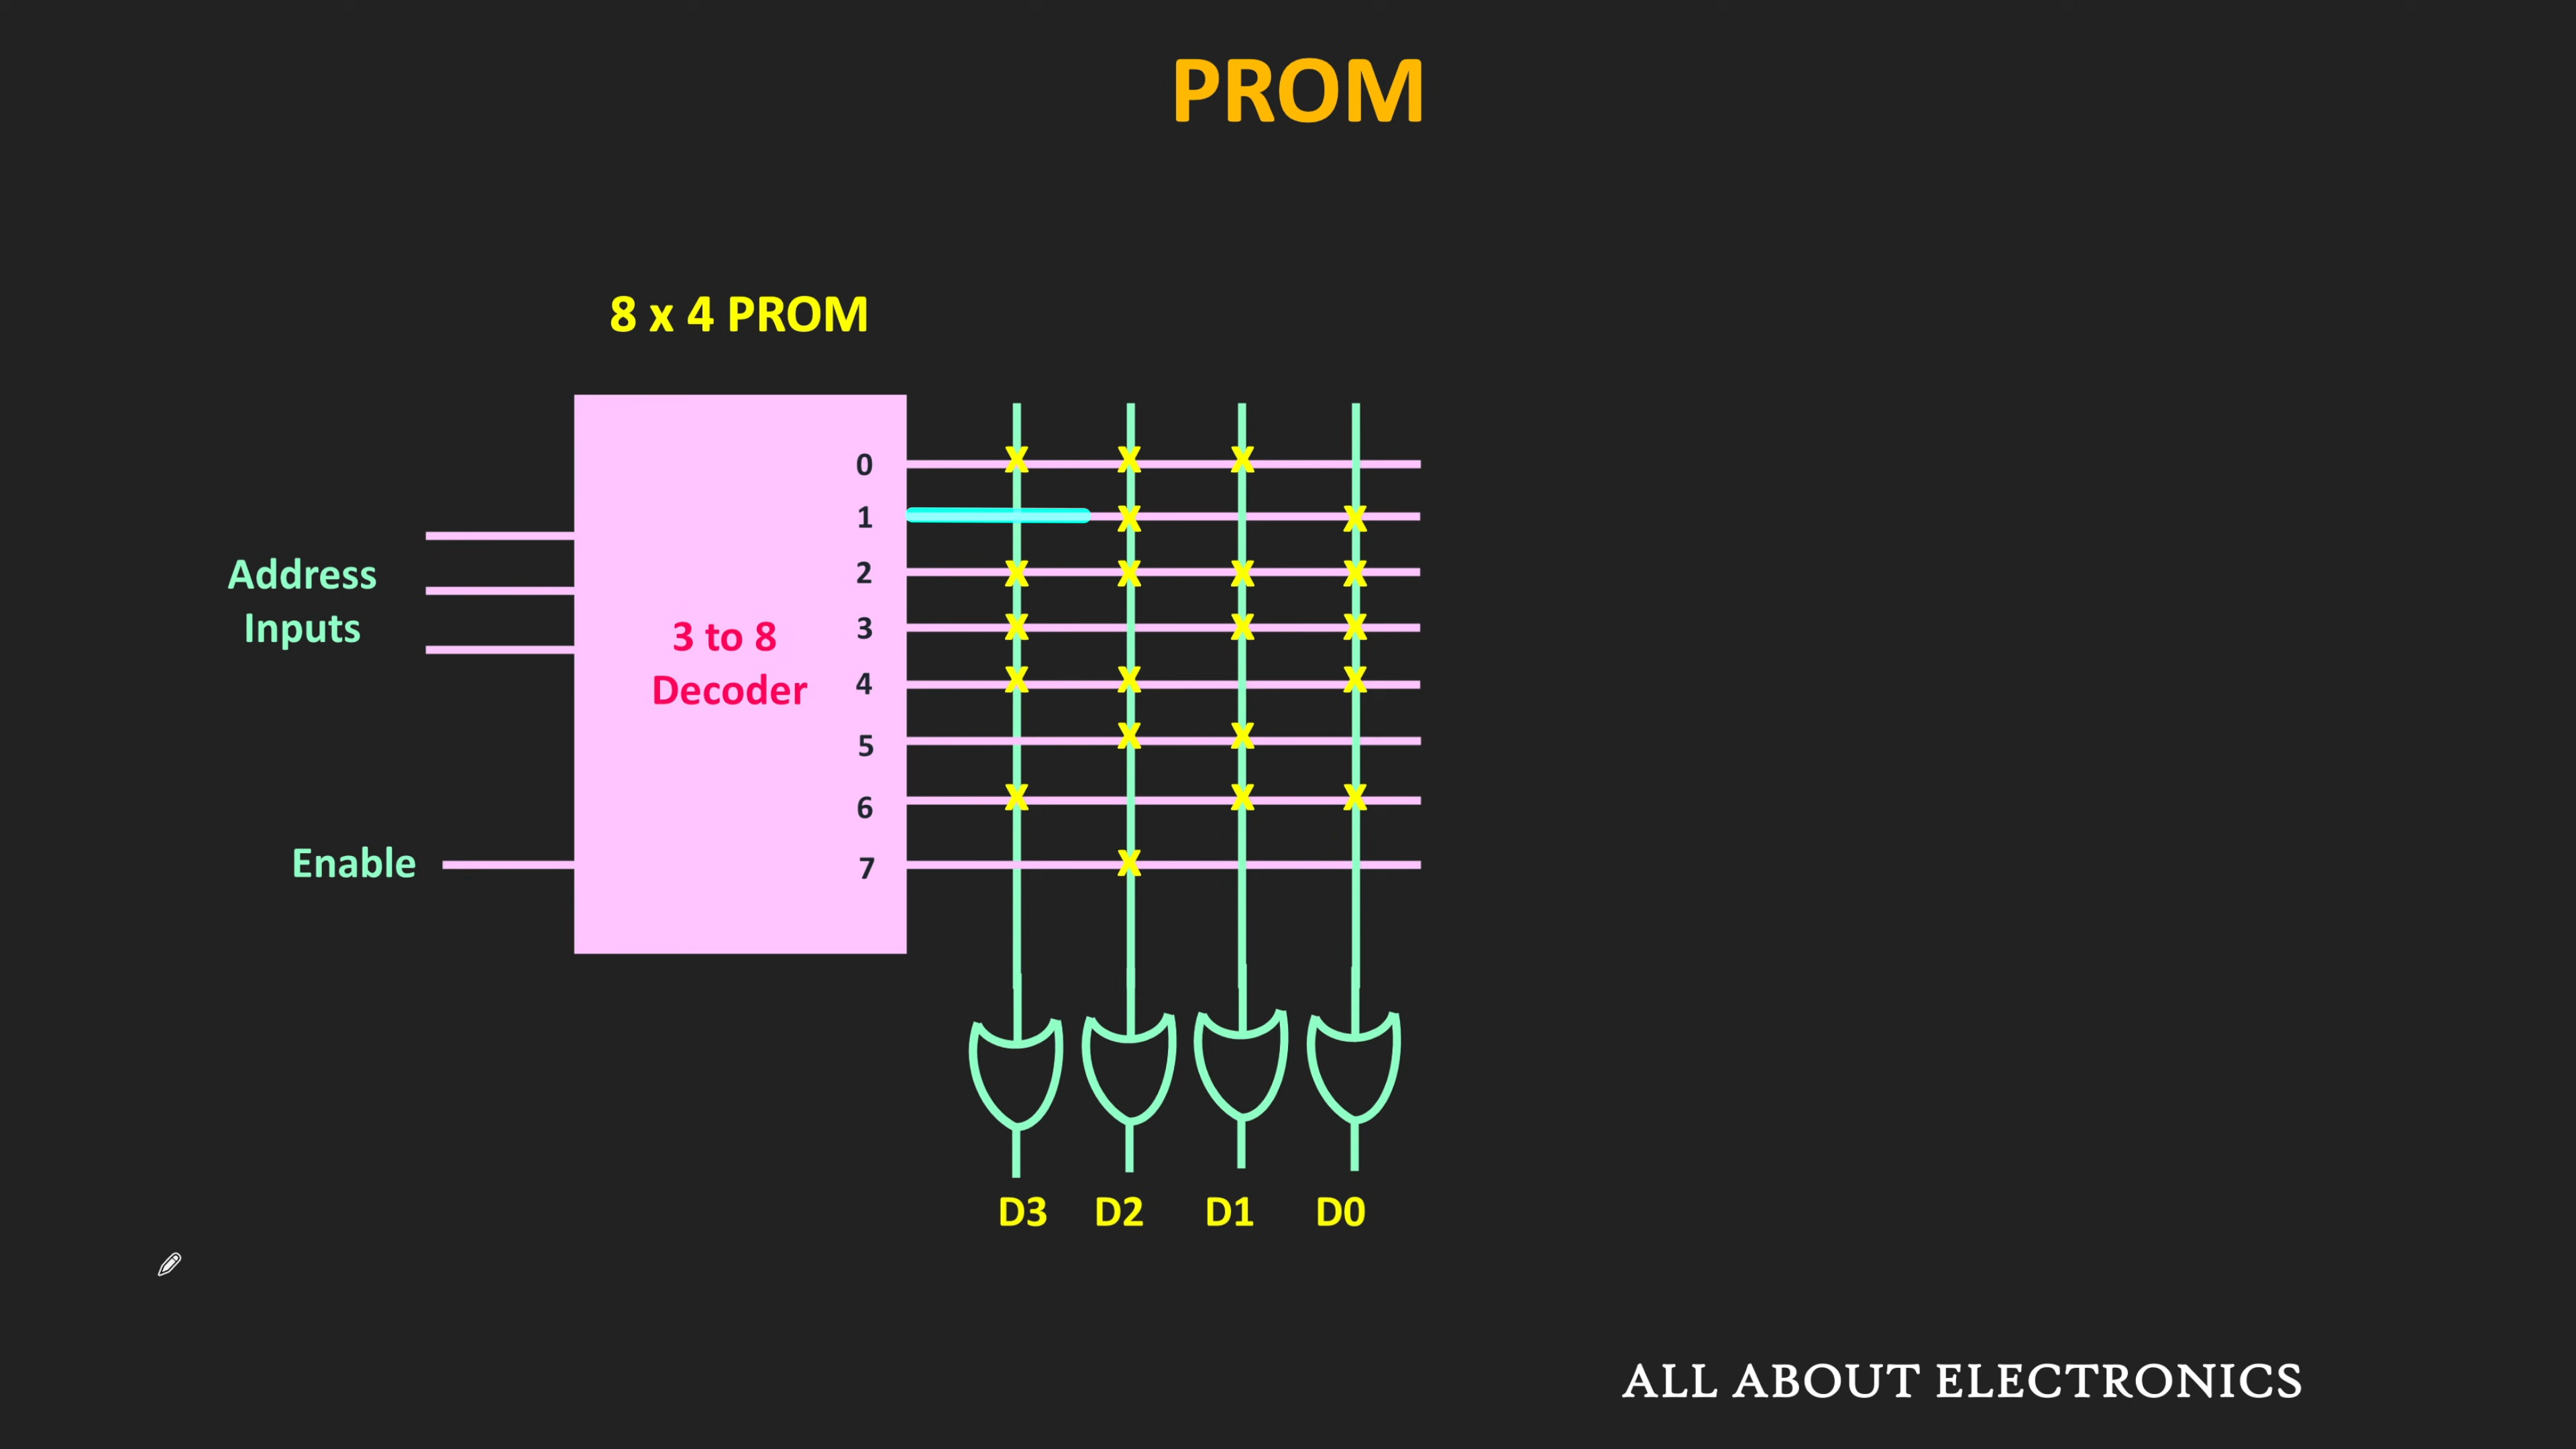 PROM
8 x 4 PROM
0
1
2
3
4
5
6
7
Address
Inputs
3 to 8
Decoder
Enable
X X X
X X
X X X X
X X X
X X X
X X
X X X
X
D3 D2 D1 D0
ALL ABOUT ELECTRONICS